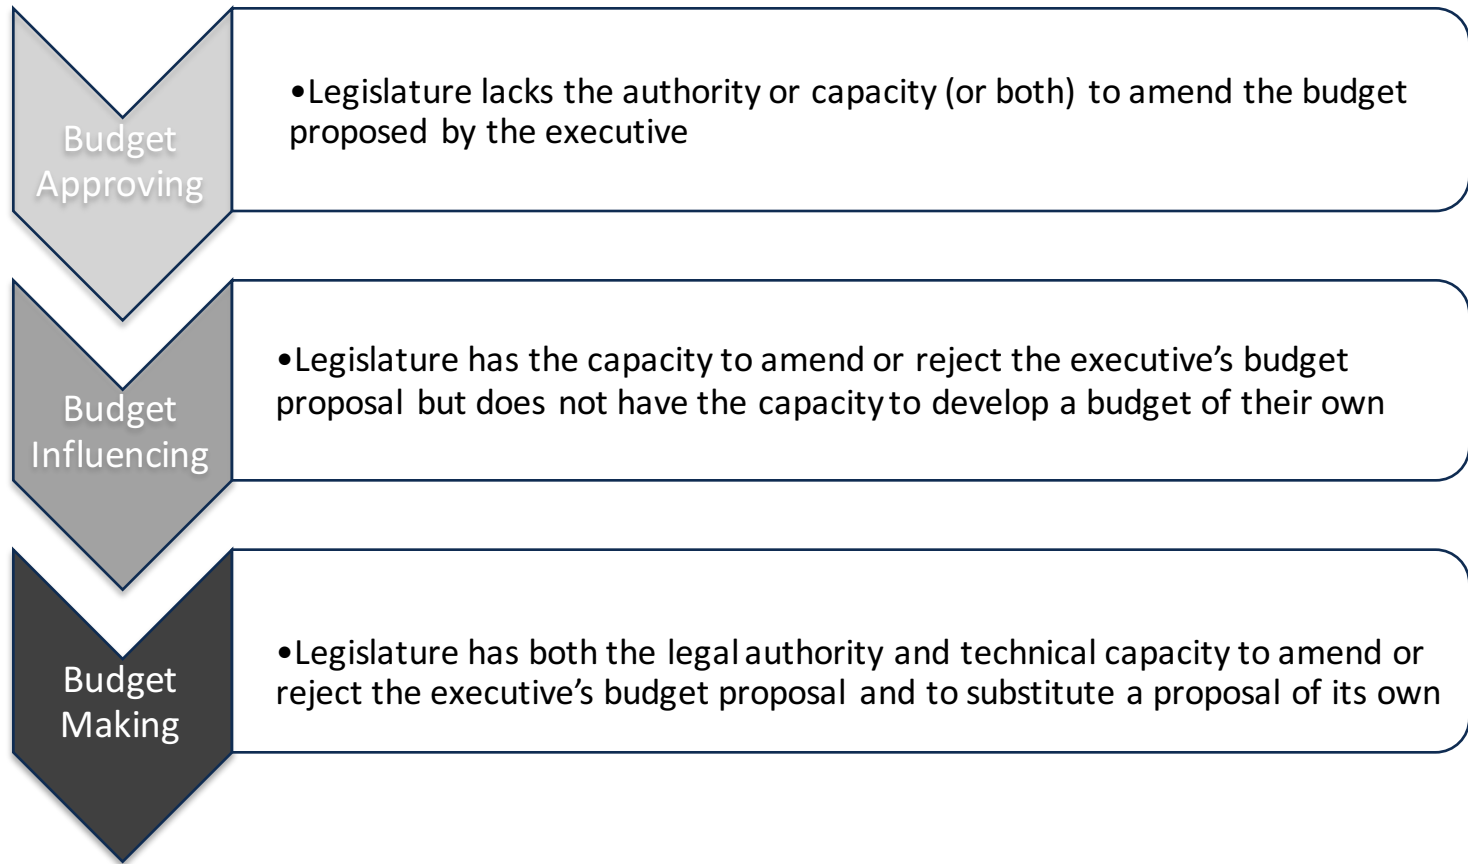 Budget
Approving
•Legislature lacks the authority or capacity (or both) to amend the budget
proposed by the executive
Budget
Influencing
•Legislature has the capacity to amend or reject the executive’s budget
proposal but does not have the capacity to develop a budget of their own
Budget
Making
•Legislature has both the legal authority and technical capacity to amend or
reject the executive’s budget proposal and to substitute a proposal of its own